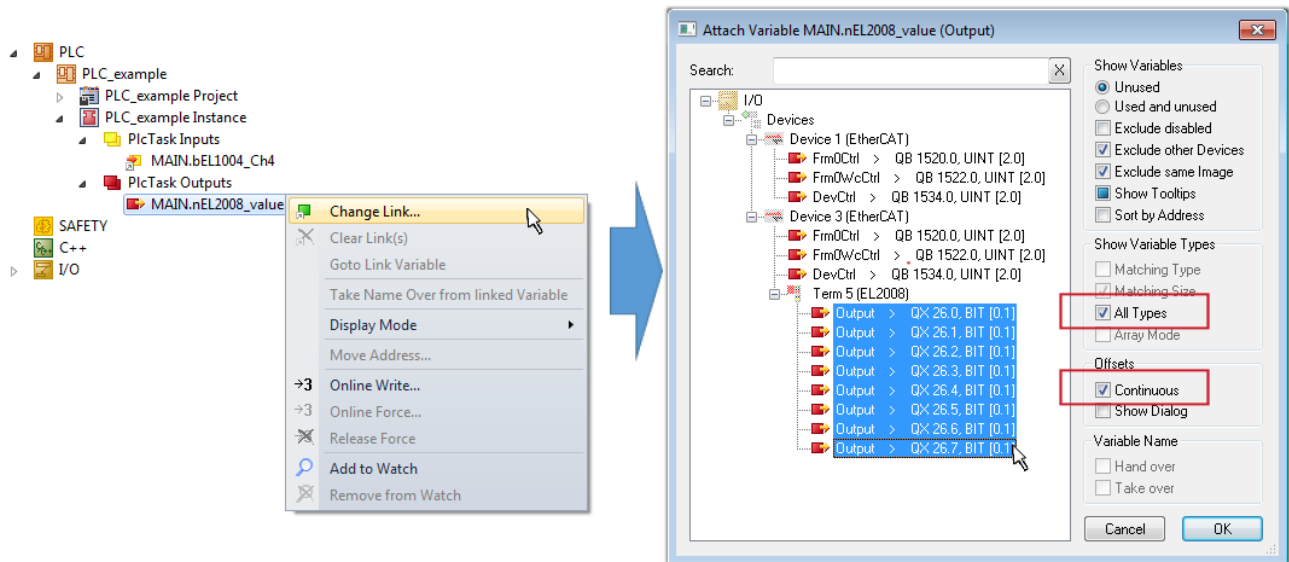 PLC
PLC_example
PLC_example Project
PLC_example Instance
PlcTask Inputs
MAIN.bEL1004_Ch4
PlcTask Outputs
MAIN.nEL2008_value
SAFETY
C++
I/O
Change Link...
Clear Link(s)
Goto Link Variable
Take Name Over from linked Variable
Display Mode
Move Address...
→3 Online Write...
→3 Online Force...
Release Force
Add to Watch
Remove from Watch
Attach Variable MAIN.nEL2008_value (Output)
Search:
I/O
Devices
Device 1 (EtherCAT)
Frm0Ctrl > QB 1520.0, UINT [2.0]
Frm0WcCtrl > QB 1522.0, UINT [2.0]
DevCtrl > QB 1534.0, UINT [2.0]
Device 3 (EtherCAT)
Frm0Ctrl > QB 1520.0, UINT [2.0]
Frm0WcCtrl > QB 1522.0, UINT [2.0]
DevCtrl > QB 1534.0, UINT [2.0]
Term 5 (EL2008)
Output > QX 26.0, BIT [0.1]
Output > QX 26.1, BIT [0.1]
Output > QX 26.2, BIT [0.1]
Output > QX 26.3, BIT [0.1]
Output > QX 26.4, BIT [0.1]
Output > QX 26.5, BIT [0.1]
Output > QX 26.6, BIT [0.1]
Output > QX 26.7, BIT [0.1]
Show Variables
Unused
Used and unused
Exclude disabled
Exclude other Devices
Exclude same Image
Show Tooltips
Sort by Address
Show Variable Types
Matching Type
Matching Size
All Types
Array Mode
Offsets
Continuous
Show Dialog
Variable Name
Hand over
Take over
Cancel
OK